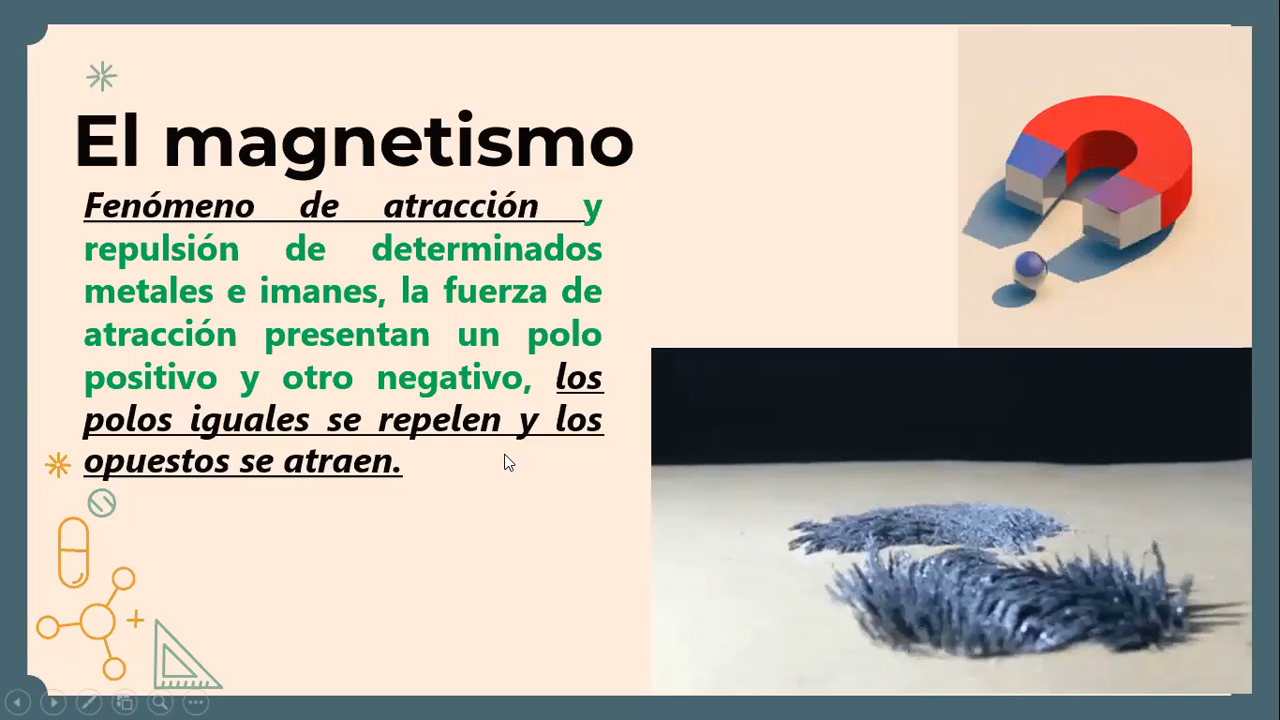 El magnetismo
Fenómeno de atracción y
repulsión de determinados
metales e imanes, la fuerza de
atracción presentan un polo
positivo y otro negativo, los
polos iguales se repelen y los
opuestos se atraen.